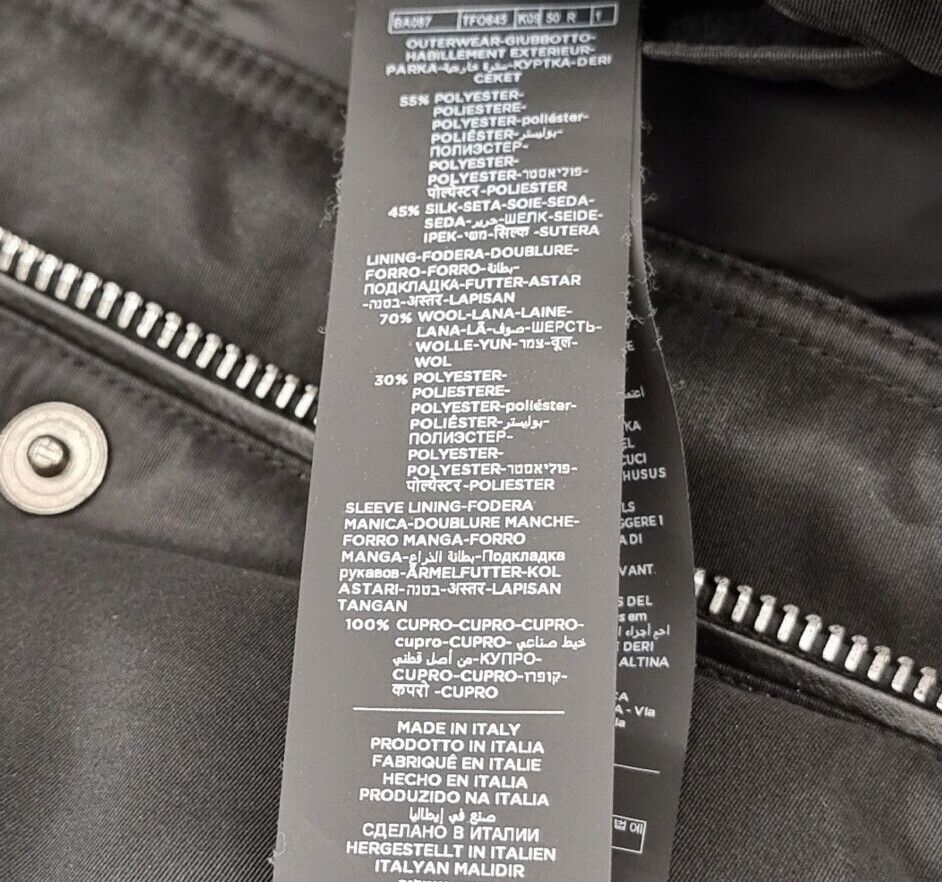 BA087 TFO643 K09 50 R 1
OUTERWEAR-GIUBBOTTO-
HABILLEMENT EXTERIEUR-
PARKA-سترة خارجية-КУРТКА-DERI
CEKET
55% POLYESTER-
POLIESTERE-
POLYESTER-poliéster-
POLIÉSTER-بوليستر-
ПОЛИЭСТЕР-
POLYESTER-
POLYESTER-פוליאסטר-
पोल्येस्टर-POLIESTER
45% SILK-SETA-SOIE-SEDA-
SEDA-حرير-ШЕЛК-SEIDE-
IPEK-משי-सिल्क -SUTERA
LINING-FODERA-DOUBLURE-
FORRO-FORRO-بطانة-
ПОДКЛАДКА-FUTTER-ASTAR
-בטנה-अस्तर-LAPISAN
70% WOOL-LANA-LAINE-
LANA-LÃ-صوف-ШЕРСТЬ-
WOLLE-YUN-צמר-वूल-
WOL
30% POLYESTER-
POLIESTERE-
POLYESTER-poliéster-
POLIÉSTER-بوليستر-
ПОЛИЭСТЕР-
POLYESTER-
POLYESTER-פוליאסטר-
पोल्येस्टर-POLIESTER
SLEEVE LINING-FODERA
MANICA-DOUBLURE MANCHE-
FORRO MANGA-FORRO
MANGA-بطانة الذراع-Подкладка
рукавов-ÄRMELFUTTER-KOL
ASTARI-בטנה-अस्तर-LAPISAN
TANGAN
100% CUPRO-CUPRO-CUPRO-
cupro-CUPRO-خيط صناعي
من أصل قطني-КУПРО-
CUPRO-CUPRO-קופרו-
कपरो -CUPRO
MADE IN ITALY
PRODOTTO IN ITALIA
FABRIQUÉ EN ITALIE
HECHO EN ITALIA
PRODUZIDO NA ITALIA
صنع في إيطاليا
СДЕЛАНО В ИТАЛИИ
HERGESTELLT IN ITALIEN
ITALYAN MALIDIR